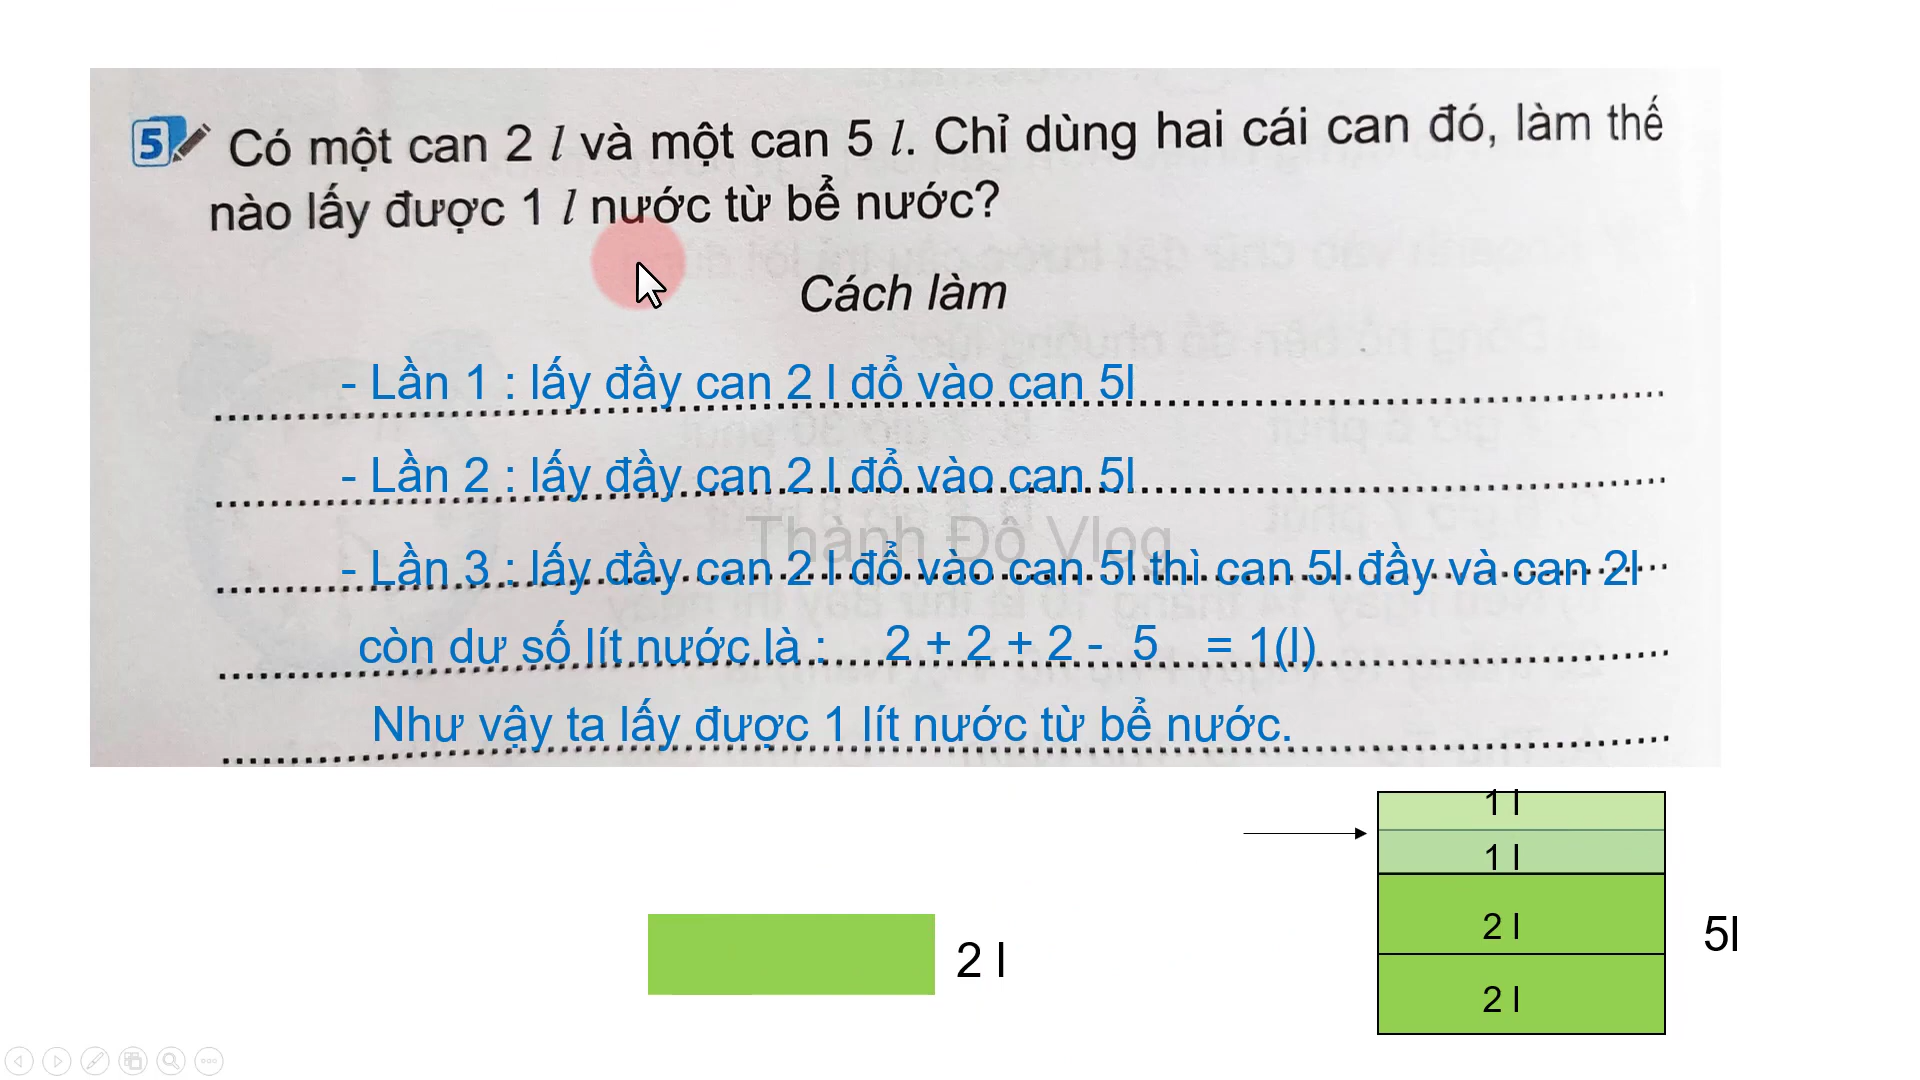 5 Có một can 2 l và một can 5 l. Chỉ dùng hai cái can đó, làm thế
nào lấy được 1 l nước từ bể nước?
Cách làm
- Lần 1 : lấy đầy can 2 l đổ vào can 5l
- Lần 2 : lấy đầy can 2 l đổ vào can 5l
Thành Đô Vlog
- Lần 3 : lấy đầy can 2 l đổ vào can 5l thì can 5l đầy và can 2l
còn dư số lít nước là : 2 + 2 + 2 - 5 = 1(l)
Như vậy ta lấy được 1 lít nước từ bể nước.
1 l
1 l
2 l
5l
2 l
2 l